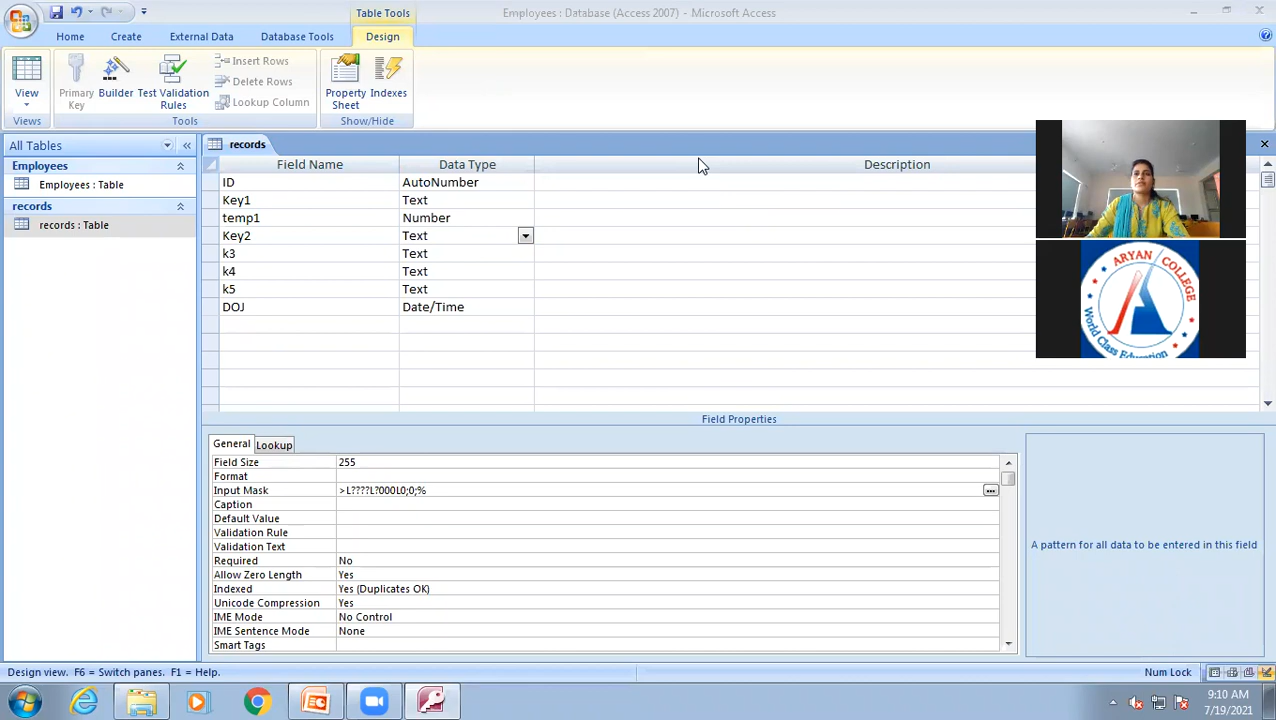 Table Tools
Employees : Database (Access 2007) - Microsoft Access
Home
Create
External Data
Database Tools
Design
View
Primary Key
Builder
Test Validation Rules
Insert Rows
Delete Rows
Lookup Column
Property Sheet
Indexes
Views
Tools
Show/Hide
All Tables
Employees
Employees : Table
records
records : Table
records
Field Name Data Type Description
ID AutoNumber
Key1 Text
temp1 Number
Key2 Text
k3 Text
k4 Text
k5 Text
DOJ Date/Time
ARYAN COLLEGE
World Class Education
Field Properties
General Lookup
Field Size 255
Format
Input Mask >L????L?000L0;0;%
Caption
Default Value
Validation Rule
Validation Text
Required No
Allow Zero Length Yes
Indexed Yes (Duplicates OK)
Unicode Compression Yes
IME Mode No Control
IME Sentence Mode None
Smart Tags
A pattern for all data to be entered in this field
Design view. F6 = Switch panes. F1 = Help.
Num Lock
9:10 AM
7/19/2021